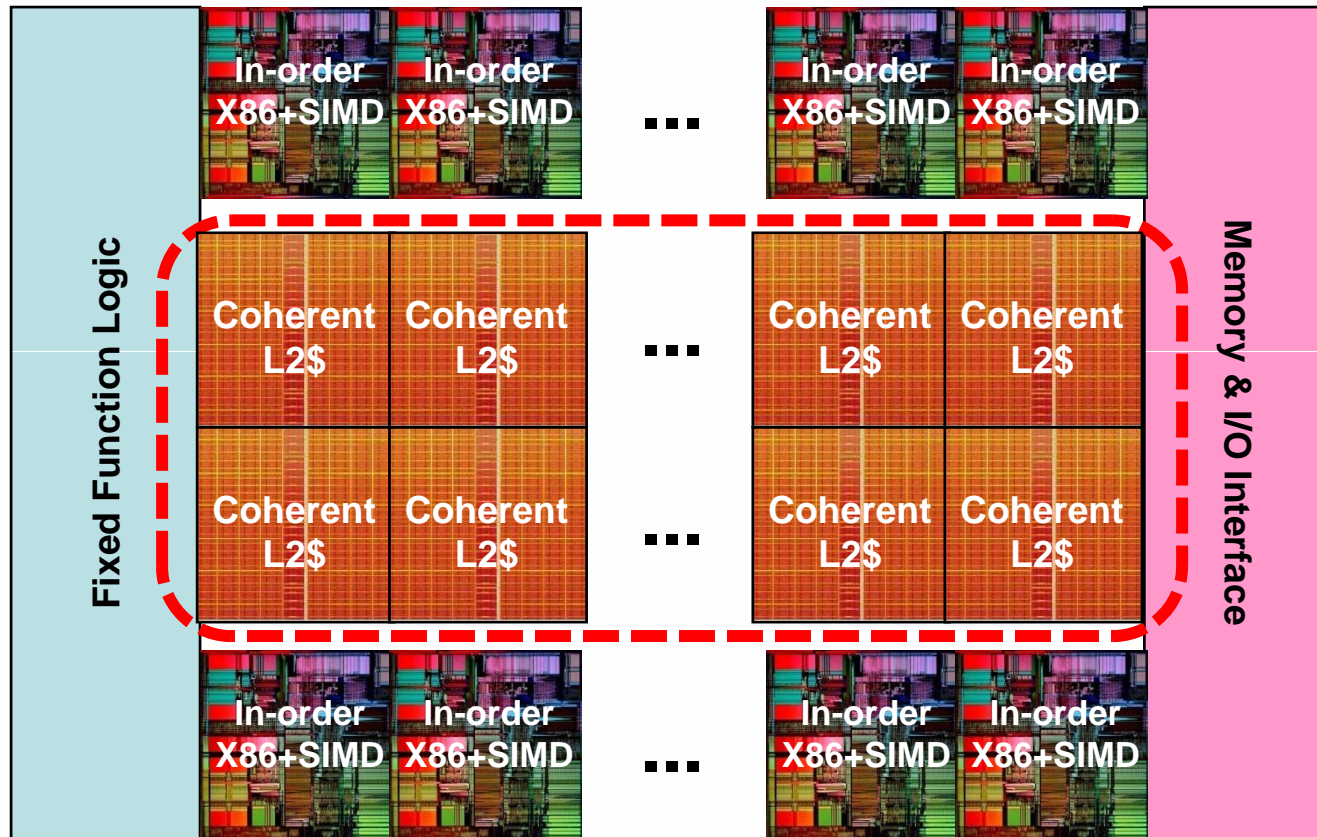 In-order
X86+SIMD
In-order
X86+SIMD
...
In-order
X86+SIMD
In-order
X86+SIMD
Fixed Function Logic
Coherent
L2$
Coherent
L2$
...
Coherent
L2$
Coherent
L2$
Memory & I/O Interface
Coherent
L2$
Coherent
L2$
...
Coherent
L2$
Coherent
L2$
In-order
X86+SIMD
In-order
X86+SIMD
...
In-order
X86+SIMD
In-order
X86+SIMD